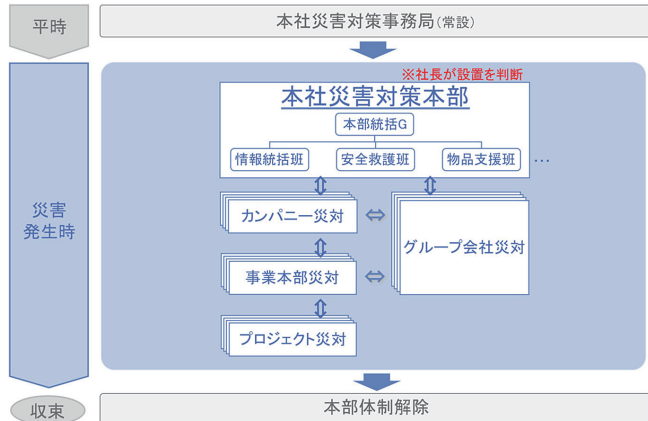 平時
本社災害対策事務局(常設)
※社長が設置を判断
本社災害対策本部
本部統括G
情報統括班
安全救護班
物品支援班
…
災害
発生時
カンパニー災対
グループ会社災対
事業本部災対
プロジェクト災対
収束
本部体制解除